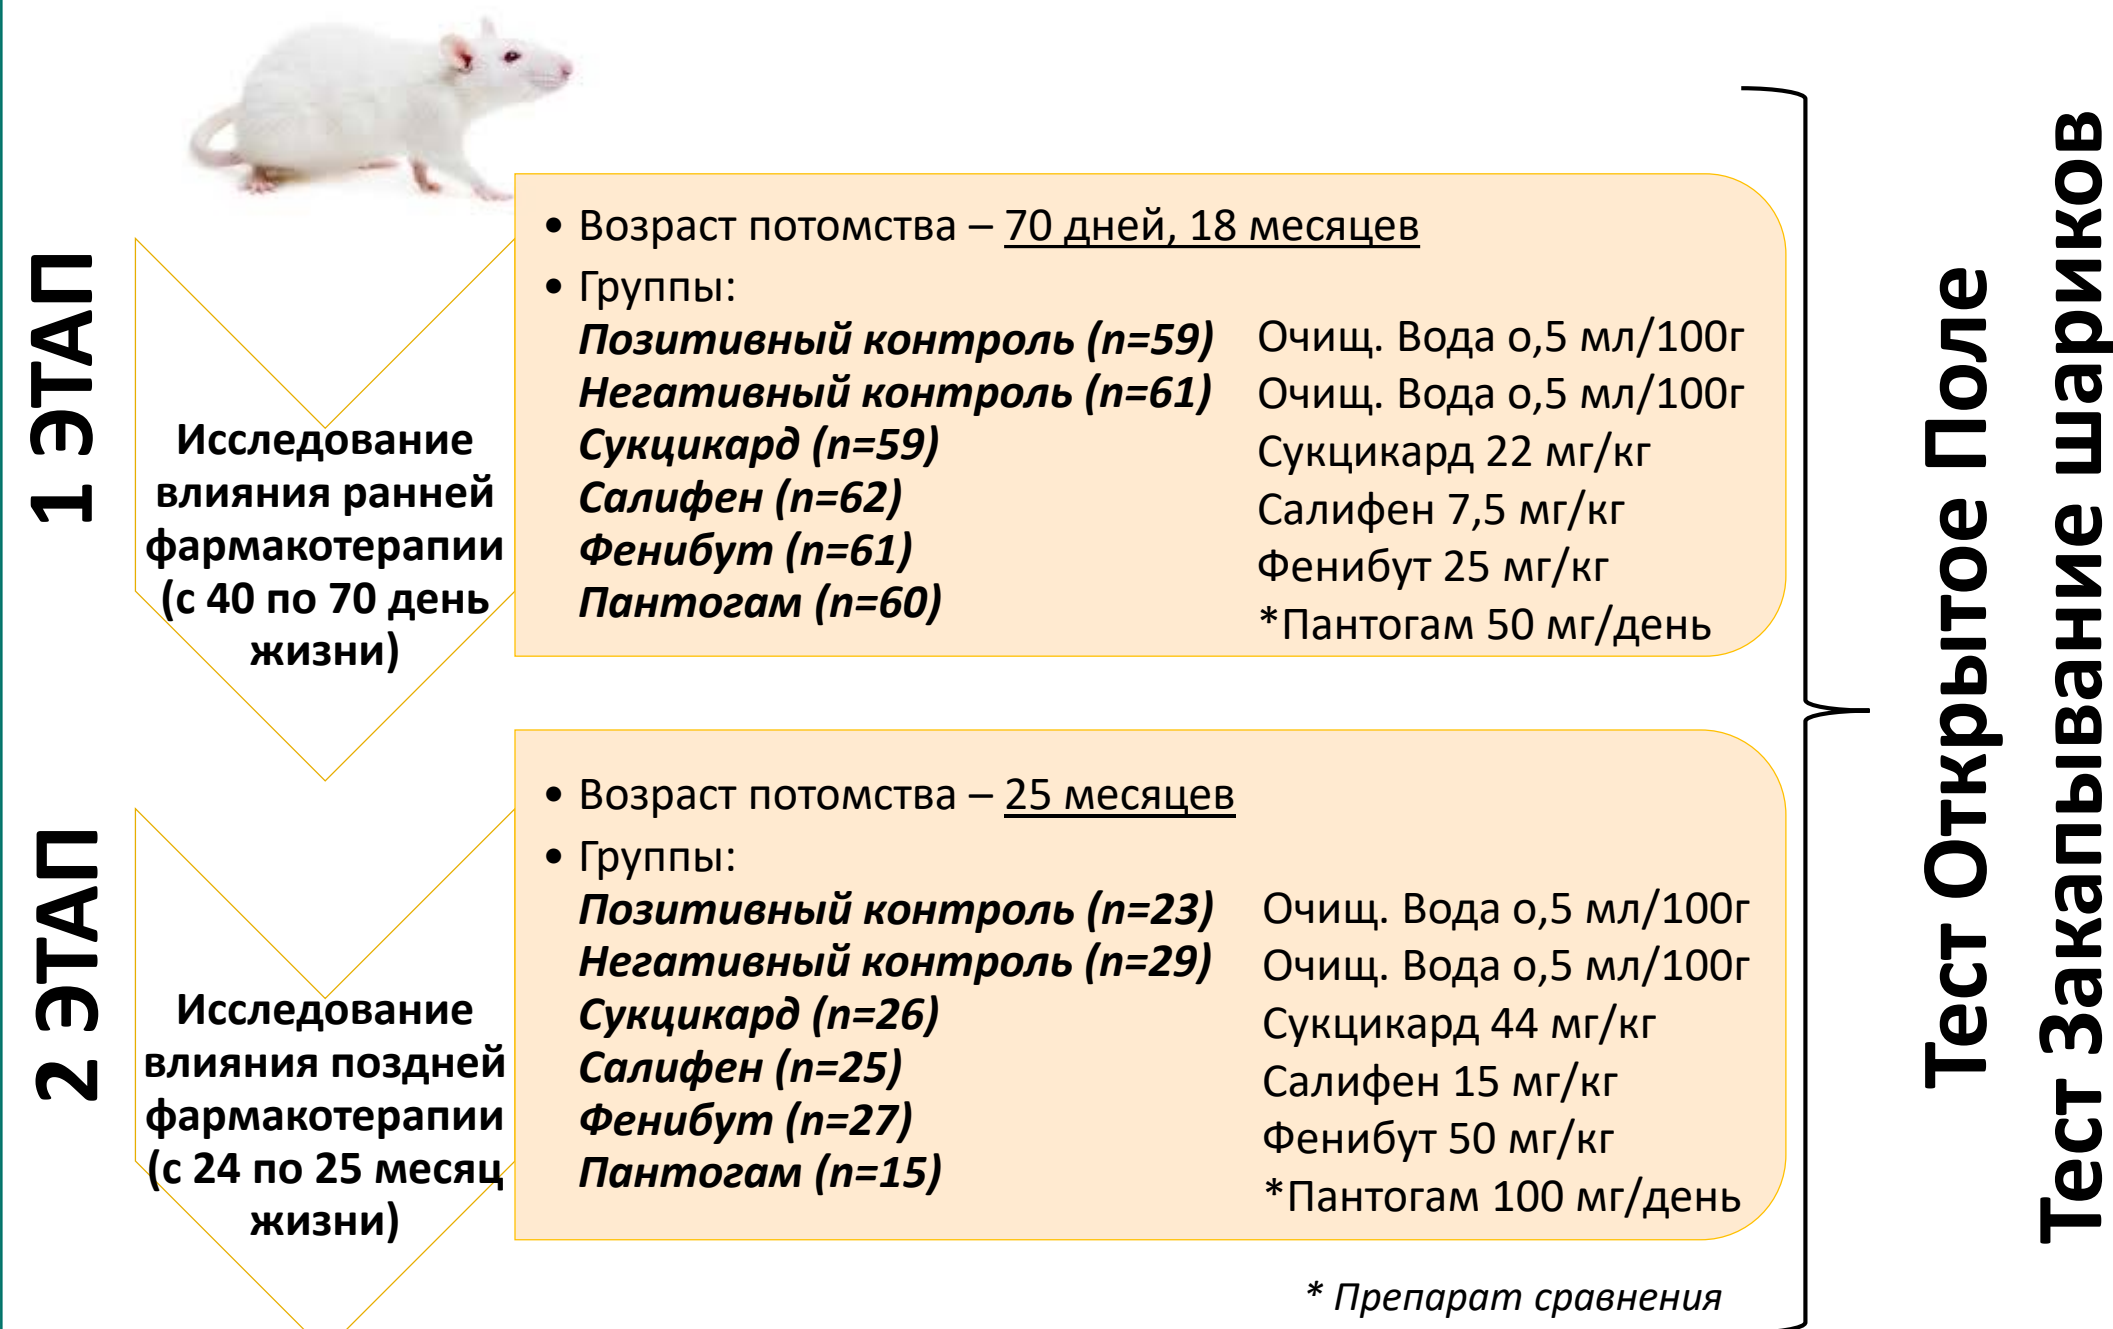 1 ЭТАП
Исследование
влияния ранней
фармакотерапии
(с 40 по 70 день
жизни)
• Возраст потомства – 70 дней, 18 месяцев
• Группы:
Позитивный контроль (n=59) Очищ. Вода о,5 мл/100г
Негативный контроль (n=61) Очищ. Вода о,5 мл/100г
Сукцикард (n=59) Сукцикард 22 мг/кг
Салифен (n=62) Салифен 7,5 мг/кг
Фенибут (n=61) Фенибут 25 мг/кг
Пантогам (n=60) *Пантогам 50 мг/день
2 ЭТАП
Исследование
влияния поздней
фармакотерапии
(с 24 по 25 месяц
жизни)
• Возраст потомства – 25 месяцев
• Группы:
Позитивный контроль (n=23) Очищ. Вода о,5 мл/100г
Негативный контроль (n=29) Очищ. Вода о,5 мл/100г
Сукцикард (n=26) Сукцикард 44 мг/кг
Салифен (n=25) Салифен 15 мг/кг
Фенибут (n=27) Фенибут 50 мг/кг
Пантогам (n=15) *Пантогам 100 мг/день
* Препарат сравнения
Тест Открытое Поле
Тест Закапывание шариков